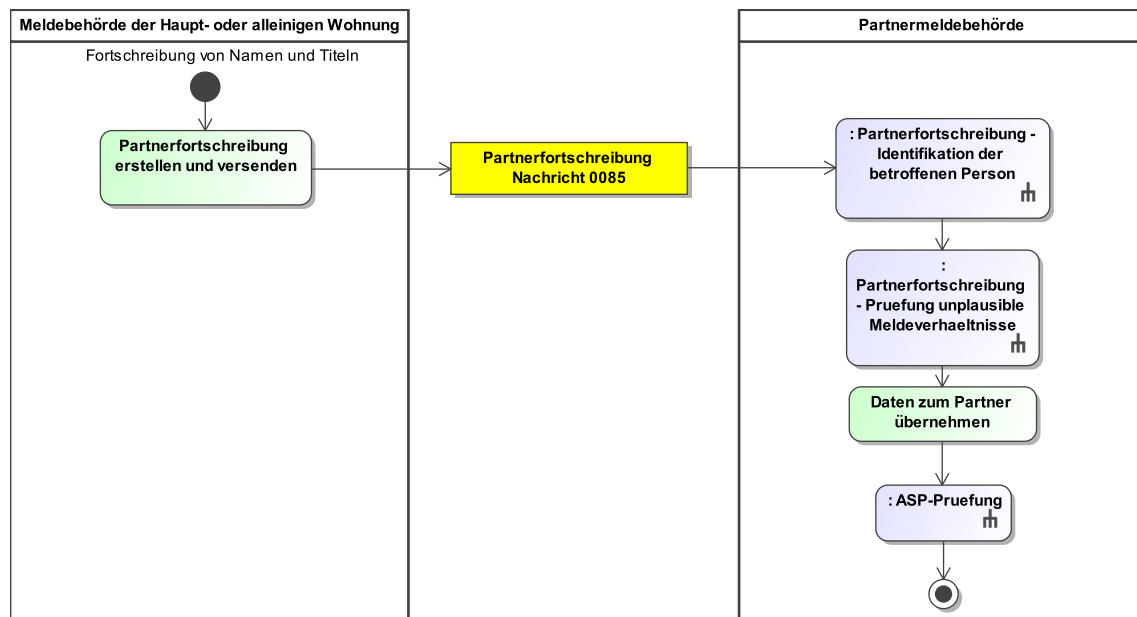 Meldebehörde der Haupt- oder alleinigen Wohnung
Fortschreibung von Namen und Titeln
Partnerfortschreibung
erstellen und versenden
Partnerfortschreibung
Nachricht 0085
Partnermeldebehörde
: Partnerfortschreibung -
Identifikation der
betroffenen Person
:
Partnerfortschreibung
- Pruefung unplausible
Meldeverhaeltnisse
Daten zum Partner
übernehmen
: ASP-Pruefung